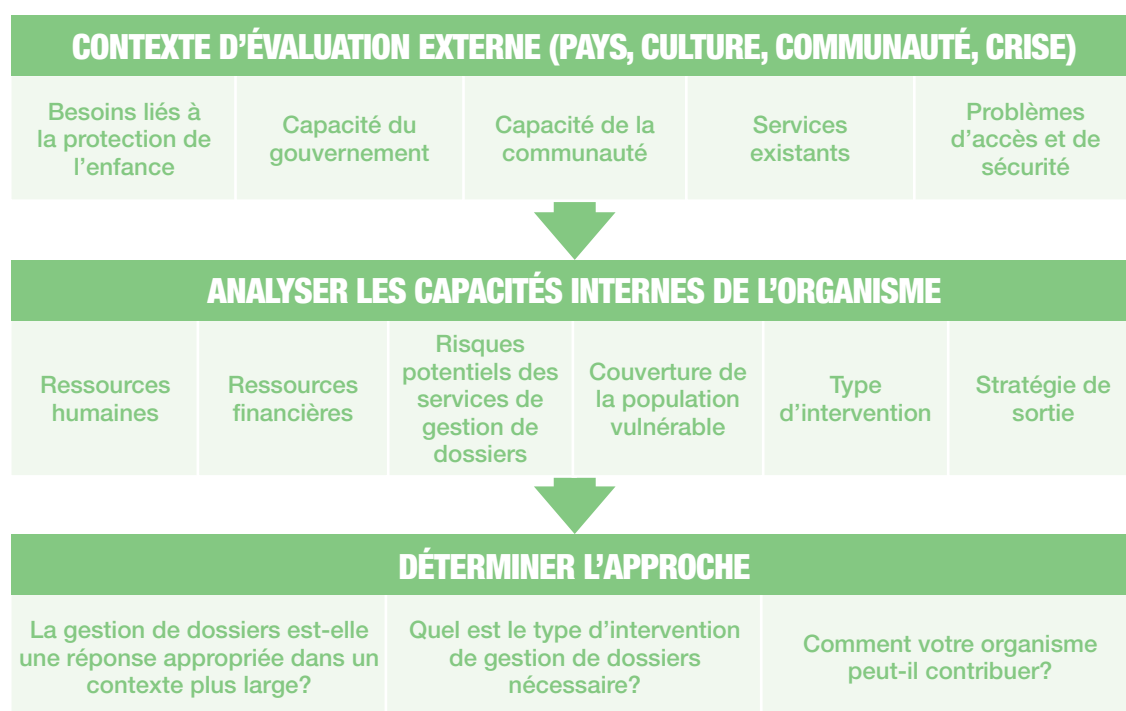 CONTEXTE D’ÉVALUATION EXTERNE (PAYS, CULTURE, COMMUNAUTÉ, CRISE)
Besoins liés à
la protection de
l’enfance
Capacité du
gouvernement
Capacité de la
communauté
Services
existants
Problèmes
d’accès et de
sécurité
ANALYSER LES CAPACITÉS INTERNES DE L’ORGANISME
Ressources
humaines
Ressources
financières
Risques
potentiels des
services de
gestion de
dossiers
Couverture de
la population
vulnérable
Type
d’intervention
Stratégie de
sortie
DÉTERMINER L’APPROCHE
La gestion de dossiers est-elle
une réponse appropriée dans un
contexte plus large?
Quel est le type d’intervention
de gestion de dossiers
nécessaire?
Comment votre organisme
peut-il contribuer?